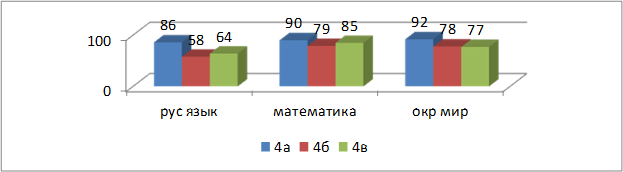 86 58 64 90 79 85 92 78 77
100
0
рус язык математика окр мир
4а 4б 4в